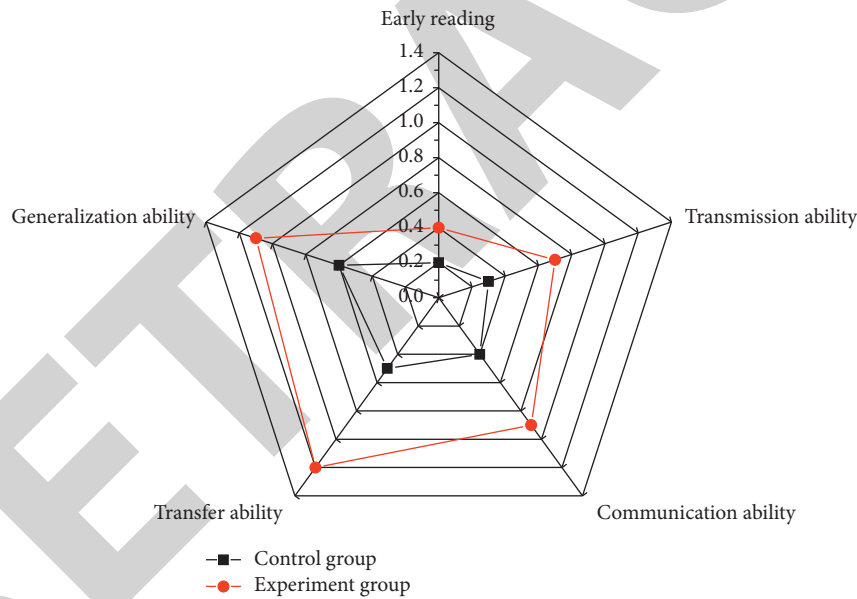 Early reading
1.4
1.2
1.0
0.8
0.6
0.4
0.2
0.0
Generalization ability
Transmission ability
Transfer ability
Communication ability
Control group
Experiment group
ETRAC